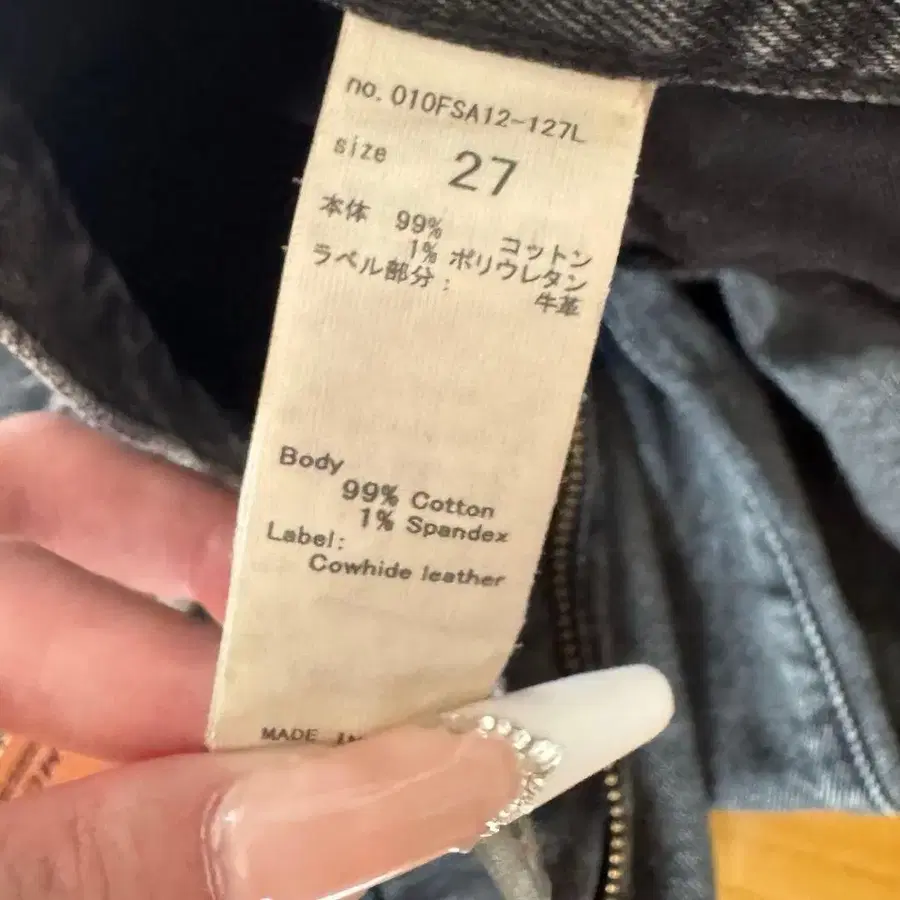 no. 010FSA12-127L
size 27
本体 99% コットン
1% ポリウレタン
ラベル部分: 牛革
Body
99% Cotton
1% Spandex
Label:
Cowhide leather
MADE IN